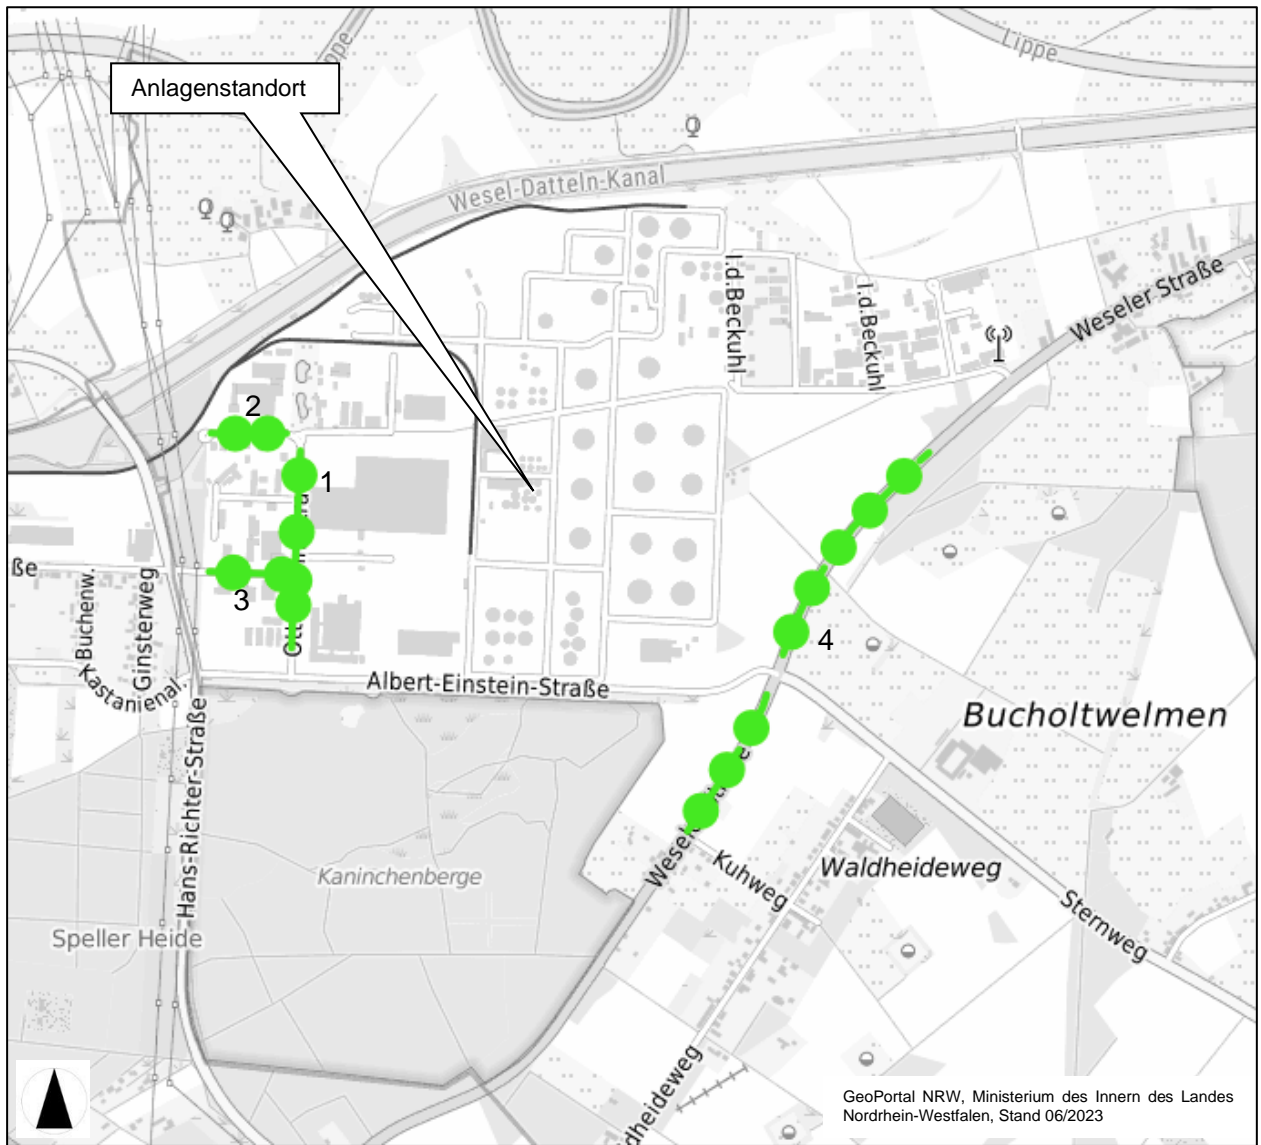 Lippe
ppe
Anlagenstandort
Wesel-Datteln-Kanal
I.d.Beckuhl
I.d.Beckuhl
Weseler Straße
2
1
3
4
ße
Buchenw.
Ginsterweg
Kastanienal.
Albert-Einstein-Straße
Hans-Richter-Straße
Bucholtwelmen
Kaninchenberge
Kuhweg
Waldheideweg
Sternweg
Speller Heide
dheideweg
GeoPortal NRW, Ministerium des Innern des Landes
Nordrhein-Westfalen, Stand 06/2023